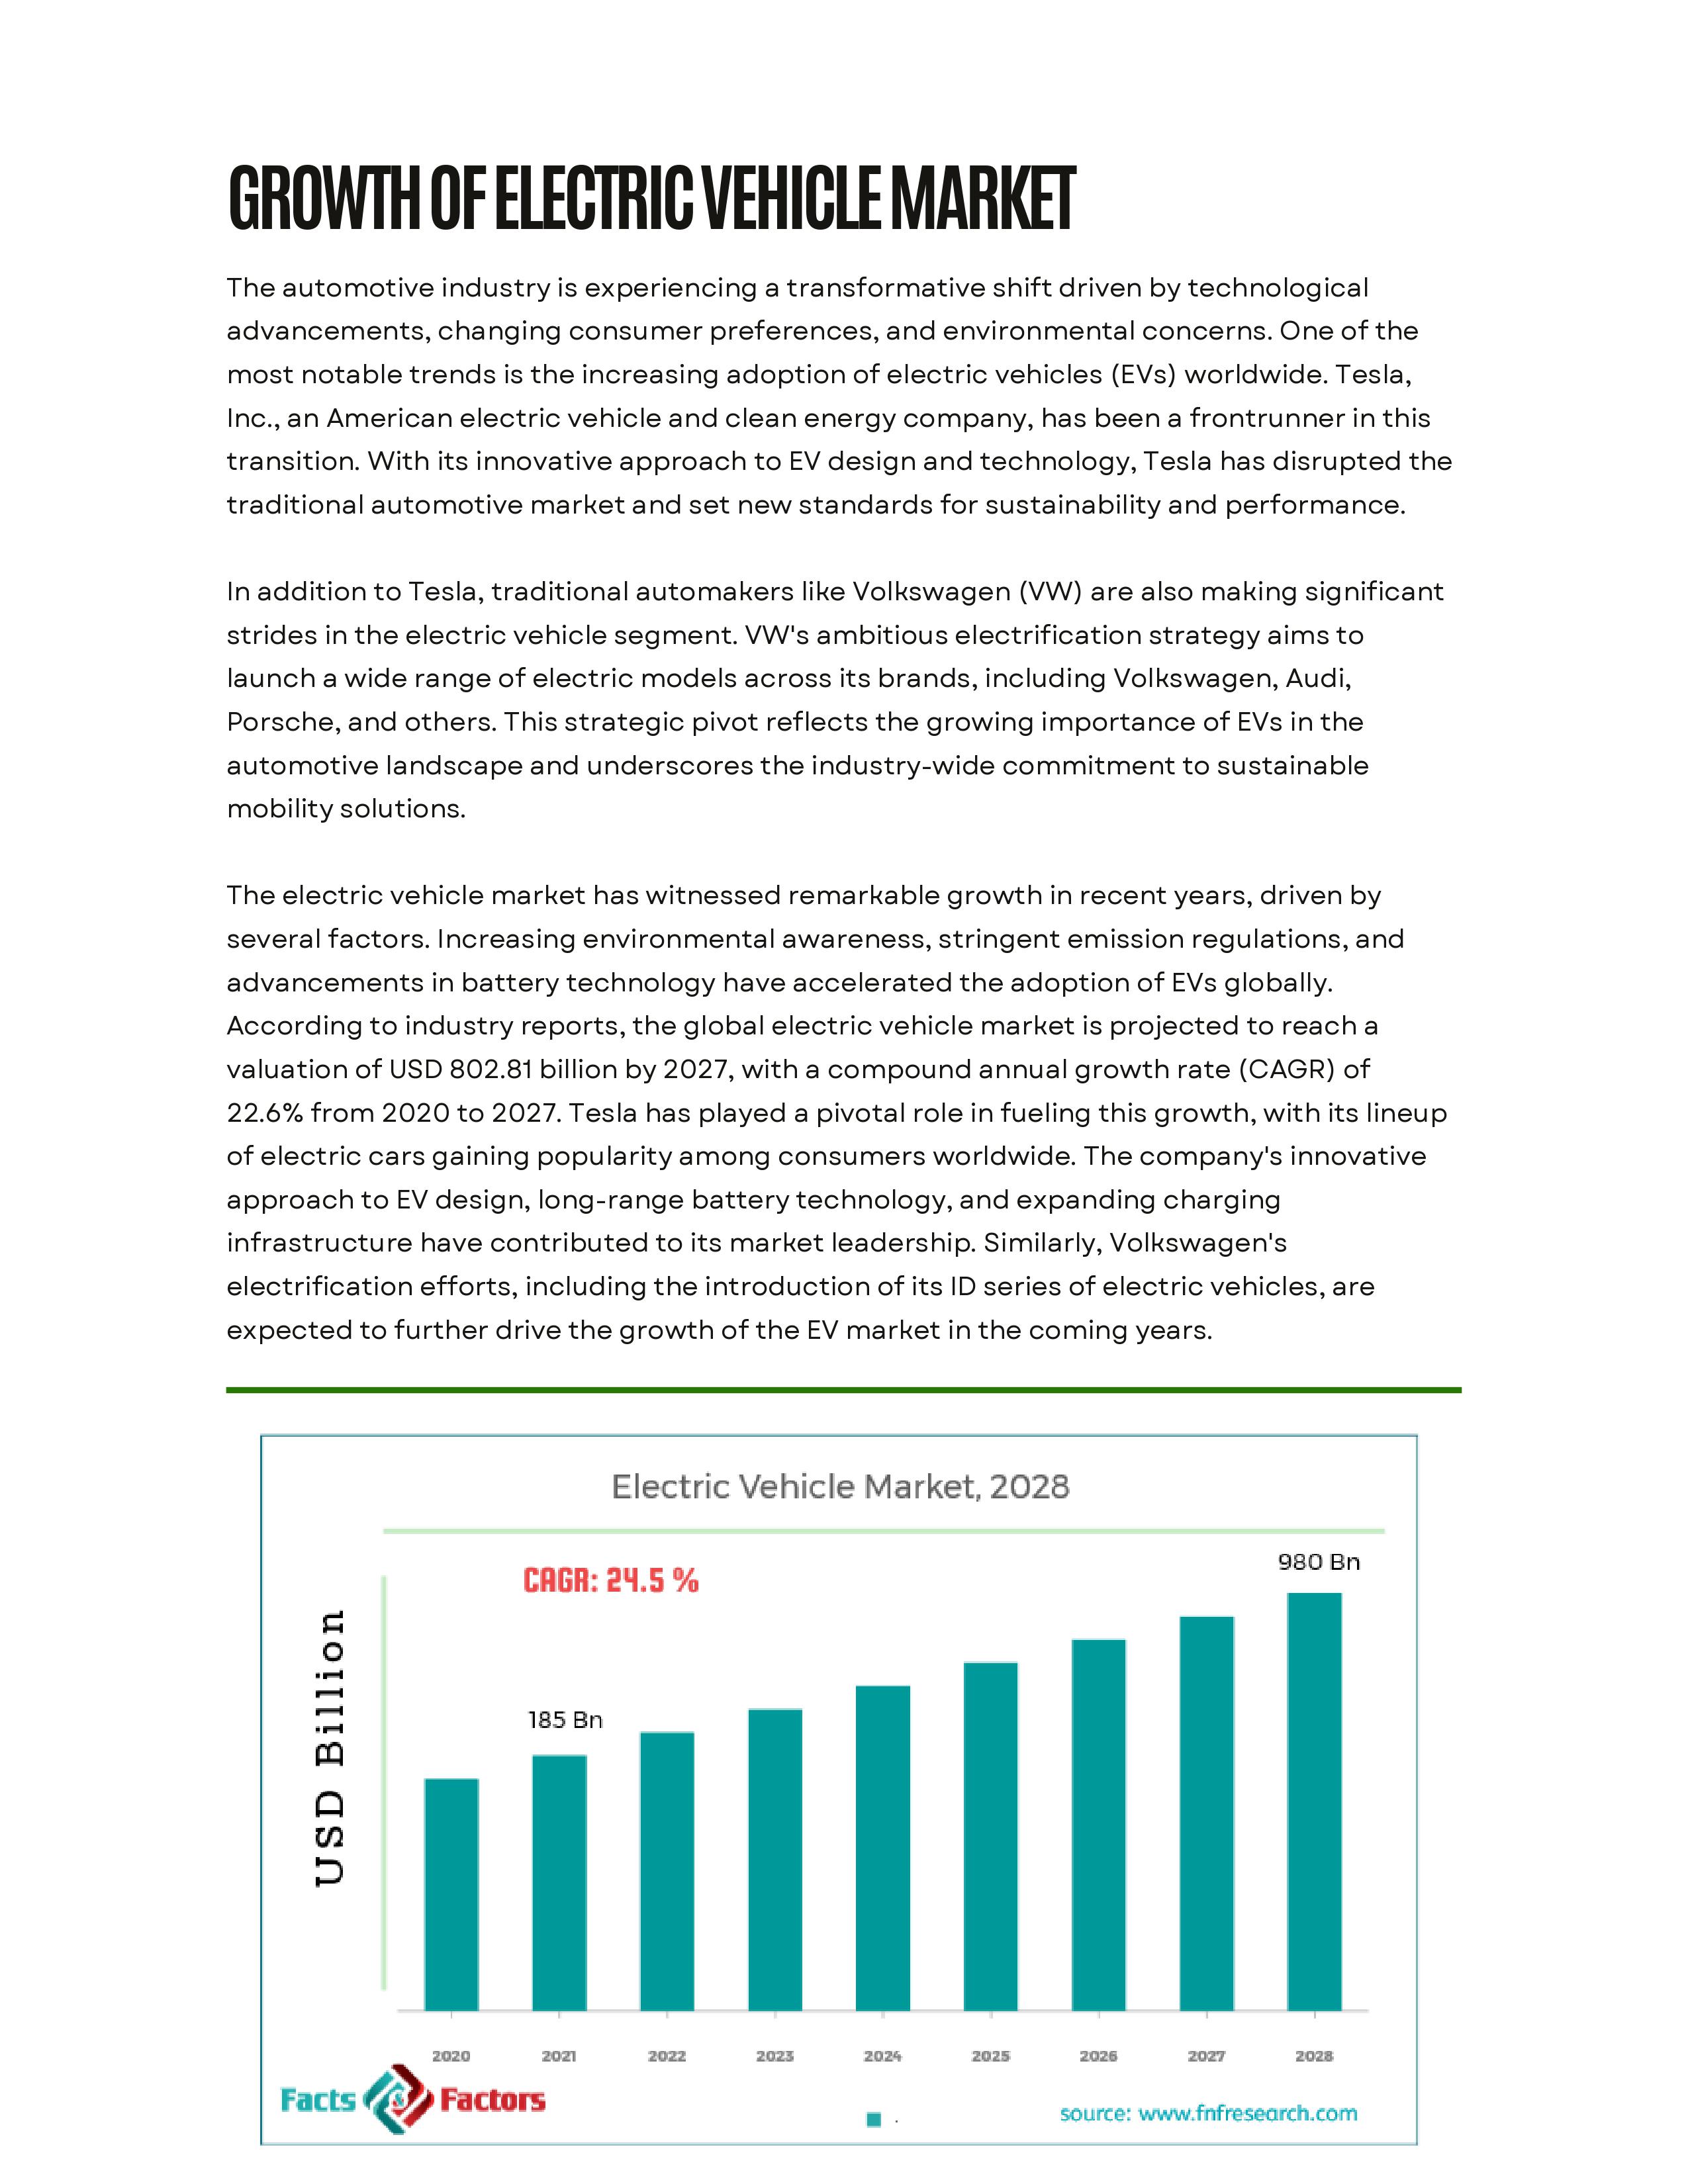 GROWTH OF ELECTRIC VEHICLE MARKET
The automotive industry is experiencing a transformative shift driven by technological
advancements, changing consumer preferences, and environmental concerns. One of the
most notable trends is the increasing adoption of electric vehicles (EVs) worldwide. Tesla,
Inc., an American electric vehicle and clean energy company, has been a frontrunner in this
transition. With its innovative approach to EV design and technology, Tesla has disrupted the
traditional automotive market and set new standards for sustainability and performance.
In addition to Tesla, traditional automakers like Volkswagen (VW) are also making significant
strides in the electric vehicle segment. VW's ambitious electrification strategy aims to
launch a wide range of electric models across its brands, including Volkswagen, Audi,
Porsche, and others. This strategic pivot reflects the growing importance of EVs in the
automotive landscape and underscores the industry-wide commitment to sustainable
mobility solutions.
The electric vehicle market has witnessed remarkable growth in recent years, driven by
several factors. Increasing environmental awareness, stringent emission regulations, and
advancements in battery technology have accelerated the adoption of EVs globally.
According to industry reports, the global electric vehicle market is projected to reach a
valuation of USD 802.81 billion by 2027, with a compound annual growth rate (CAGR) of
22.6% from 2020 to 2027. Tesla has played a pivotal role in fueling this growth, with its lineup
of electric cars gaining popularity among consumers worldwide. The company's innovative
approach to EV design, long-range battery technology, and expanding charging
infrastructure have contributed to its market leadership. Similarly, Volkswagen's
electrification efforts, including the introduction of its ID series of electric vehicles, are
expected to further drive the growth of the EV market in the coming years.
Electric Vehicle Market, 2028
980 Bn
CAGR: 24.5 %
USD Billion
185 Bn
2020 2021 2022 2023 2024 2025 2026 2027 2028
Facts & Factors
.
source: www.fnfresearch.com